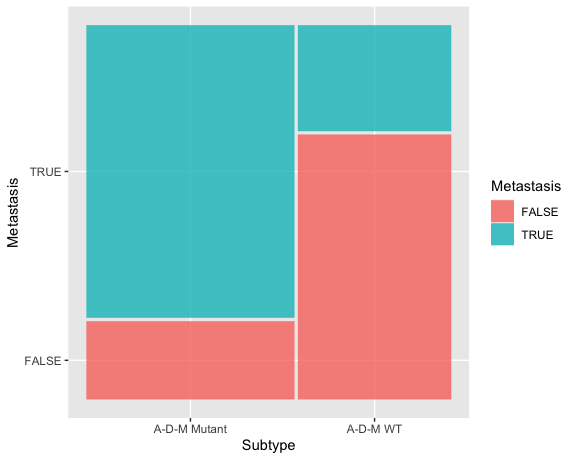 Metastasis
TRUE
FALSE
A-D-M Mutant
A-D-M WT
Subtype
Metastasis
FALSE
TRUE